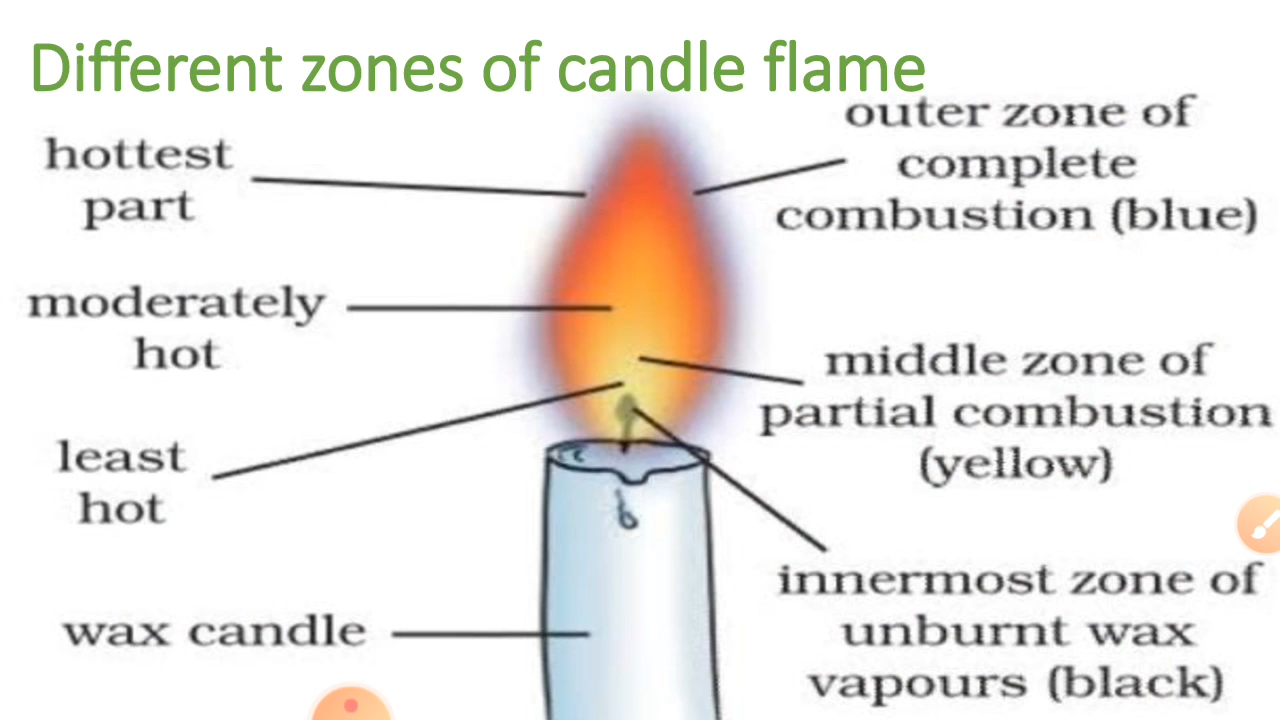 Different zones of candle flame
hottest
part
outer zone of
complete
combustion (blue)
moderately
hot
middle zone of
partial combustion
(yellow)
least
hot
innermost zone of
unburnt wax
vapours (black)
wax candle